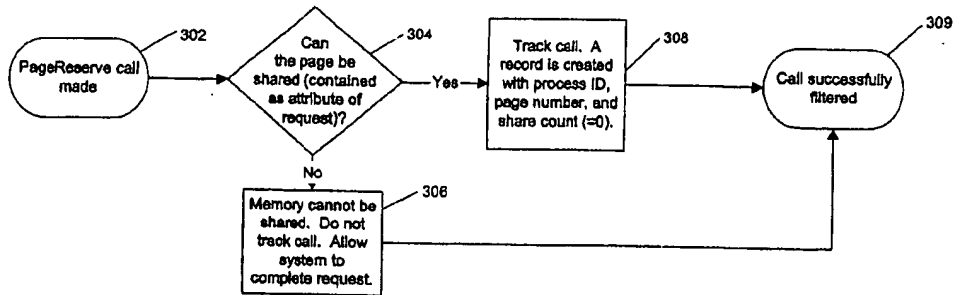 302
PageReserve call
made
304
Can
the page be
shared (contained
as attribute of
request)?
Yes
308
Track call. A
record is created
with process ID,
page number, and
share count (=0).
309
Call successfully
filtered
No
306
Memory cannot be
shared. Do not
track call. Allow
system to
complete request.